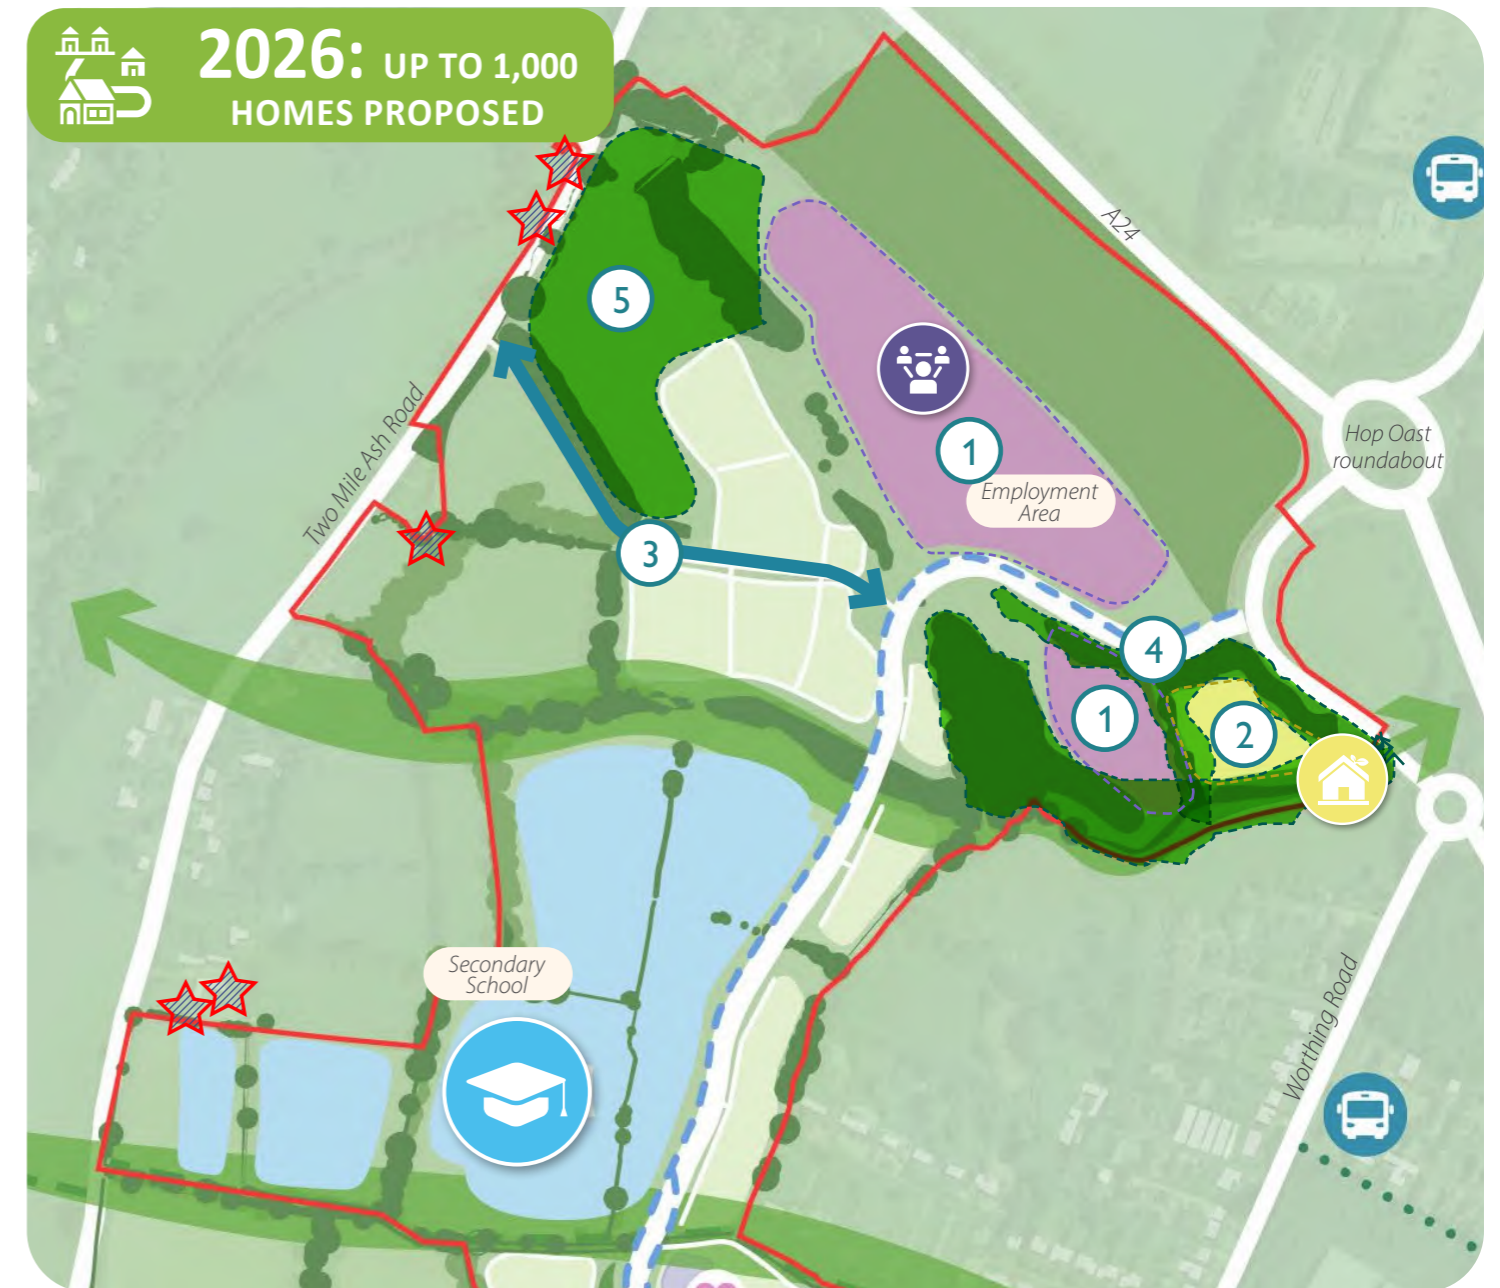 2026: UP TO 1,000
HOMES PROPOSED
A24
5
Hop Oast
roundabout
Two Mile Ash Road
1
Employment
Area
3
4
1
2
Secondary
School
Worthing Road